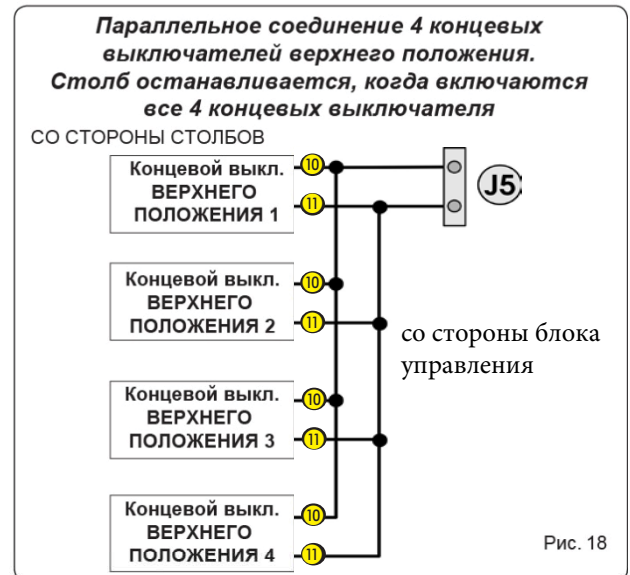 Параллельное соединение 4 концевых
выключателей верхнего положения.
Столб останавливается, когда включаются
все 4 концевых выключателя
СО СТОРОНЫ СТОЛБОВ
Концевой выкл.
ВЕРХНЕГО
ПОЛОЖЕНИЯ 1
10
11
J5
Концевой выкл.
ВЕРХНЕГО
ПОЛОЖЕНИЯ 2
10
11
со стороны блока
управления
Концевой выкл.
ВЕРХНЕГО
ПОЛОЖЕНИЯ 3
10
11
Концевой выкл.
ВЕРХНЕГО
ПОЛОЖЕНИЯ 4
10
11
Рис. 18